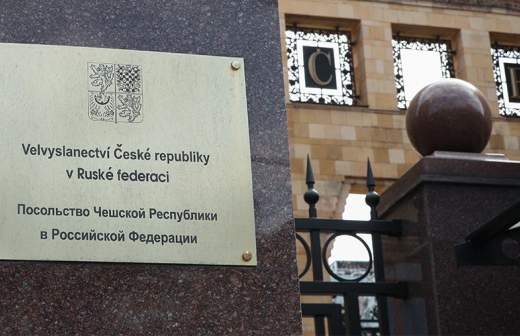 Velvyslanectví České republiky
v Ruské federaci
Посольство Чешской Республики
в Российской Федерации
Č